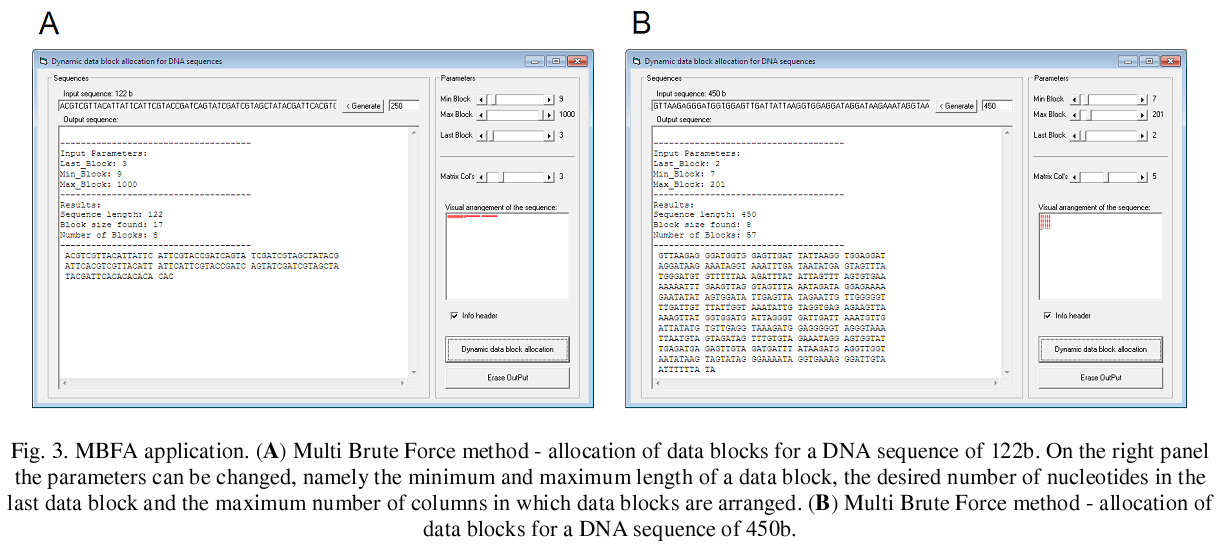 A
Dynamic data block allocation for DNA sequences
Sequences
Input sequence: 122 b
ACGTCGTTACATTATTCATTCGTACCGATCAGTATCGATCGTAGCTATACGATTCACGTC
< Generate
250
Output sequence:
-----------------------------------
Input Parameters:
Last_Block: 3
Min_Block: 9
Max_Block: 1000
-----------------------------------
Results:
Sequence length: 122
Block size found: 17
Number of Blocks: 8
-----------------------------------
ACGTCGTTACATTATTC ATTCGTACCGATCAGTA TCGATCGTAGCTATACG
ATTCACGTCGTTACATT ATTCATTCGTACCGATC AGTATCGATCGTAGCTA
TACGATTCACACACACA CAC
Parameters
Min Block 9
Max Block 1000
Last Block 3
Matrix Col's 3
Visual arrangement of the sequence:
Info header
Dynamic data block allocation
Erase OutPut
B
Dynamic data block allocation for DNA sequences
Sequences
Input sequence: 450 b
GTTAAGAGGGATGGTGGAGTTGATTATTAAGGTGGAGGATAGGATAAGAAATAGGTAA
< Generate
450
Output sequence:
-----------------------------------
Input Parameters:
Last_Block: 2
Min_Block: 7
Max_Block: 201
-----------------------------------
Results:
Sequence length: 450
Block size found: 8
Number of Blocks: 57
-----------------------------------
GTTAAGAG GGATGGTG GAGTTGAT TATTAAGG TGGAGGAT
AGGATAAG AAATAGGT AAATTTGA TAATATGA GTAGTTTA
TGGGATGT GTTTTTAA AGATTTAT ATTAGTTT AGTGTGAA
AAAAATTT GAAGTTAG GTAGTTTA AATAGATA GGAGAAAA
GAATATAT AGTGGATA TTGAGTTA TAGAATTG TTGGGGGT
TTGATTGT TTATTGGT AAATATTG TAGGTGAG AGAAGTTA
AAAGTTAT GGTGGATG ATTAGGGT GATTGATT AAATGTTG
ATTATATG TGTTGAGG TAAAGATG GAGGGGGT AGGGTAAA
TTAATGTA GTAGATAG TTTGTGTA GAAATAGG AGTGGTAT
TGAGATGA GAGTTGTA GATGATTT ATAAGATG AGGTTGGT
AATATAAG TAGTATAG GGAAAATA GGTGAAAG GGATTGTA
ATTTTTTA TA
Parameters
Min Block 7
Max Block 201
Last Block 2
Matrix Col's 5
Visual arrangement of the sequence:
Info header
Dynamic data block allocation
Erase OutPut
Fig. 3. MBFA application. (A) Multi Brute Force method - allocation of data blocks for a DNA sequence of 122b. On the right panel
the parameters can be changed, namely the minimum and maximum length of a data block, the desired number of nucleotides in the
last data block and the maximum number of columns in which data blocks are arranged. (B) Multi Brute Force method - allocation of
data blocks for a DNA sequence of 450b.